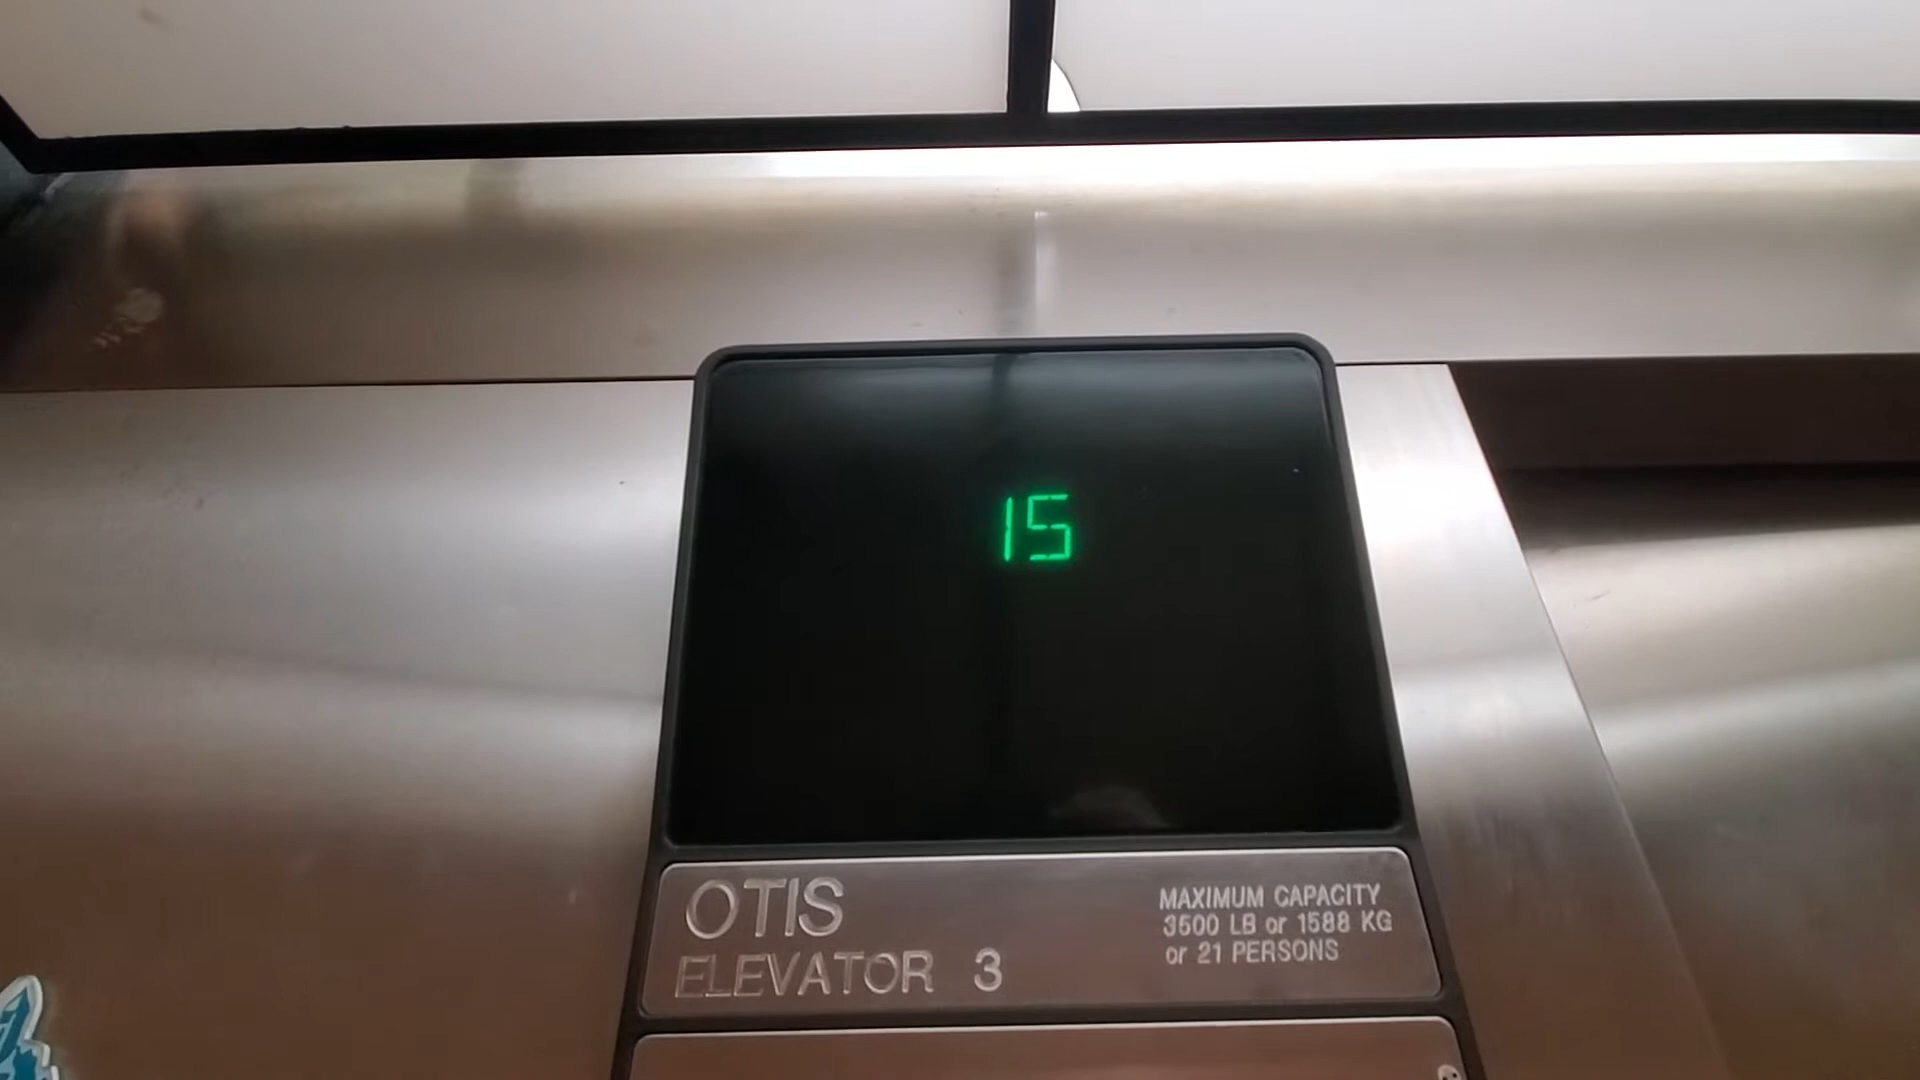 15
OTIS
ELEVATOR 3
MAXIMUM CAPACITY
3500 LB or 1588 KG
or 21 PERSONS